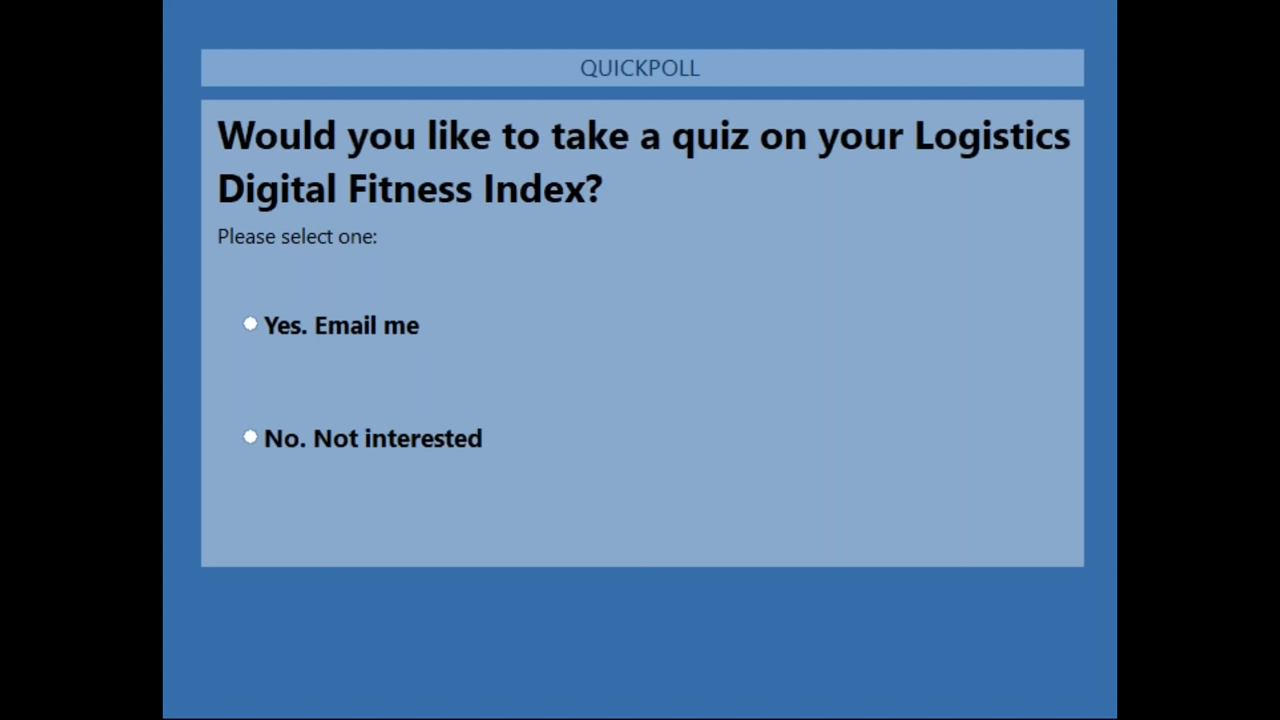 QUICKPOLL
Would you like to take a quiz on your Logistics
Digital Fitness Index?
Please select one:
Yes. Email me
No. Not interested